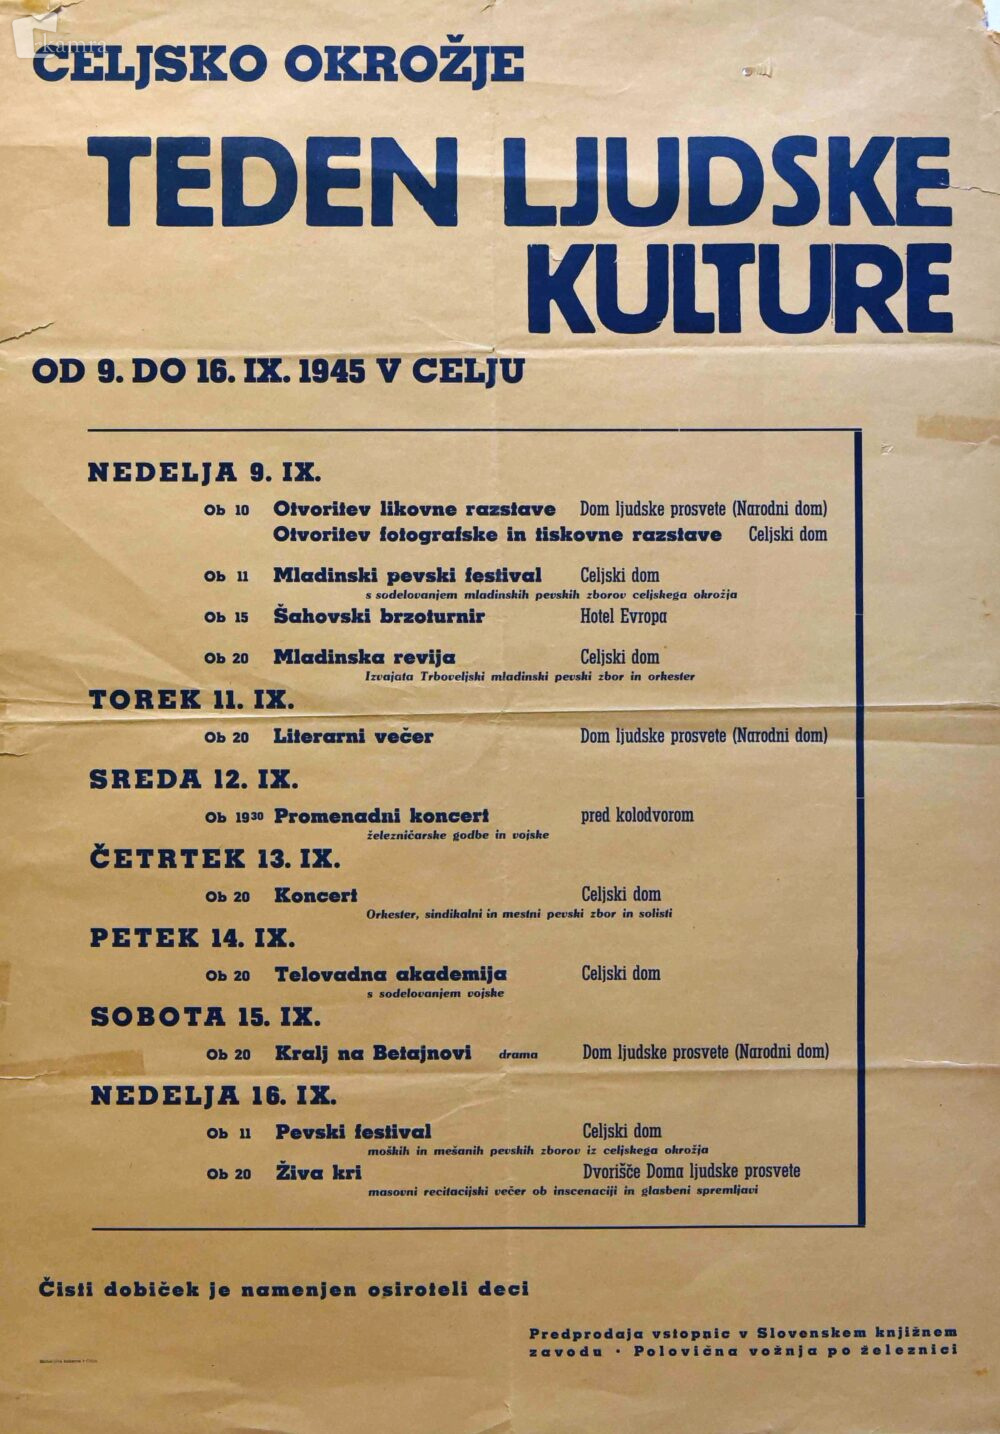 kamra
CELJSKO OKROŽJE
TEDEN LJUDSKE
KULTURE
OD 9. DO 16. IX. 1945 V CELJU
NEDELJA 9. IX.
Ob 10 Otvoritev likovne razstave Dom ljudske prosvete (Narodni dom)
Otvoritev fotografske in tiskovne razstave Celjski dom
Ob 11 Mladinski pevski festival Celjski dom
s sodelovanjem mladinskih pevskih zborov celjskega okrožja
Ob 15 Šahovski brzoturnir Hotel Evropa
Ob 20 Mladinska revija Celjski dom
Izvajata Trboveljski mladinski pevski zbor in orkester
TOREK 11. IX.
Ob 20 Literarni večer Dom ljudske prosvete (Narodni dom)
SREDA 12. IX.
Ob 19³⁰ Promenadni koncert pred kolodvorom
železničarske godbe in vojske
ČETRTEK 13. IX.
Ob 20 Koncert Celjski dom
Orkester, sindikalni in mestni pevski zbor in solisti
PETEK 14. IX.
Ob 20 Telovadna akademija Celjski dom
s sodelovanjem vojske
SOBOTA 15. IX.
Ob 20 Kralj na Betajnovi drama Dom ljudske prosvete (Narodni dom)
NEDELJA 16. IX.
Ob 11 Pevski festival Celjski dom
moških in mešanih pevskih zborov iz celjskega okrožja
Ob 20 Živa kri Dvorišče Doma ljudske prosvete
masovni recitacijski večer ob inscenaciji in glasbeni spremljavi
Čisti dobiček je namenjen osiroteli deci
Predprodaja vstopnic v Slovenskem knjižnem
zavodu • Polovična vožnja po železnici